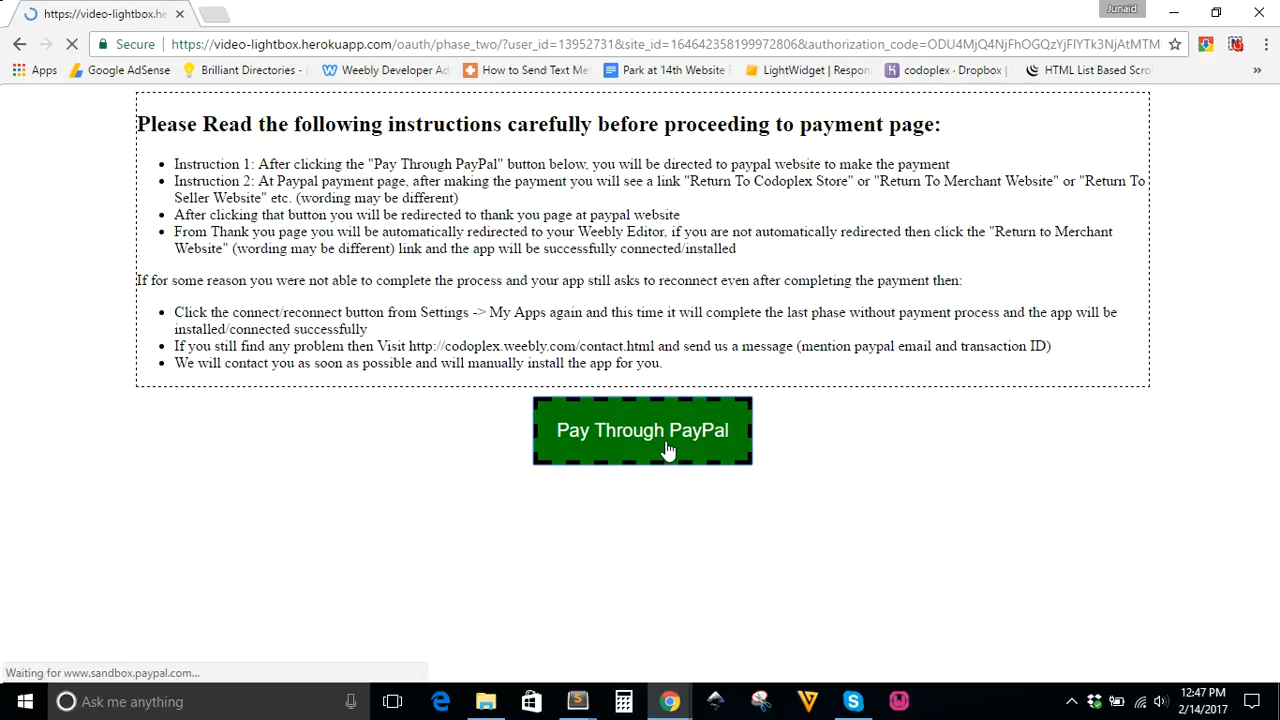 https://video-lightbox.he
Junaid
Secure
https://video-lightbox.herokuapp.com/oauth/phase_two/?user_id=13952731&site_id=164642358199972806&authorization_code=
Apps
Google AdSense
Brilliant Directories -
Weebly Developer Ad
How to Send Text Me
Park at 14th Website
LightWidget | Respon
codoplex · Dropbox
HTML List Based Scro
Please Read the following instructions carefully before proceeding to payment page:
Instruction 1: After clicking the "Pay Through PayPal" button below, you will be directed to paypal website to make the payment
Instruction 2: At Paypal payment page, after making the payment you will see a link "Return To Codoplex Store" or "Return To Merchant Website" or "Return To
Seller Website" etc. (wording may be different)
After clicking that button you will be redirected to thank you page at paypal website
From Thank you page you will be automatically redirected to your Weebly Editor, if you are not automatically redirected then click the "Return to Merchant
Website" (wording may be different) link and the app will be successfully connected/installed
If for some reason you were not able to complete the process and your app still asks to reconnect even after completing the payment then:
Click the connect/reconnect button from Settings -> My Apps again and this time it will complete the last phase without payment process and the app will be
installed/connected successfully
If you still find any problem then Visit http://codoplex.weebly.com/contact.html and send us a message (mention paypal email and transaction ID)
We will contact you as soon as possible and will manually install the app for you.
Pay Through PayPal
Waiting for www.sandbox.paypal.com...
Ask me anything
12:47 PM
2/14/2017